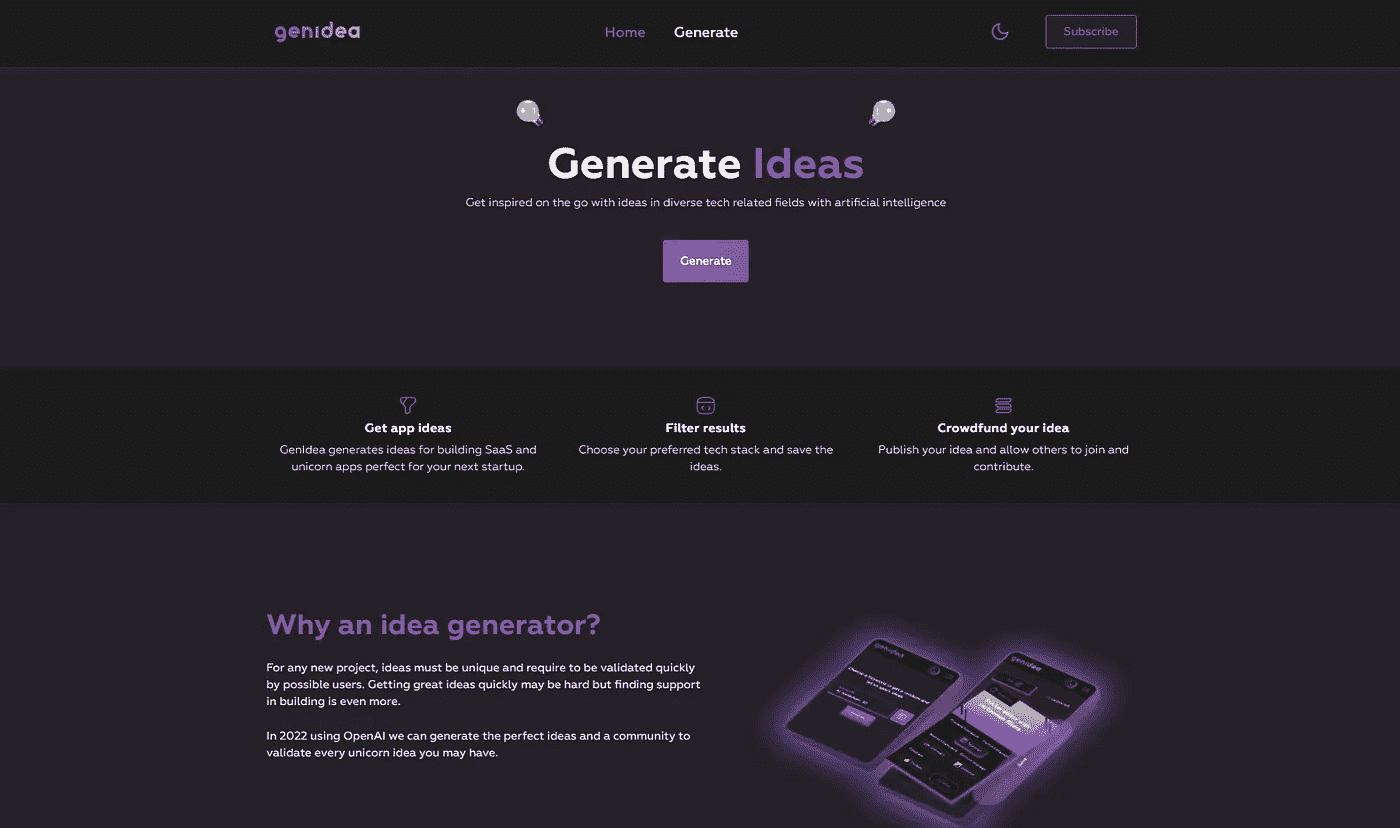 genidea
Home
Generate
Subscribe
Generate Ideas
Get inspired on the go with ideas in diverse tech related fields with artificial intelligence
Generate
Get app ideas
GenIdea generates ideas for building SaaS and
unicorn apps perfect for your next startup.
Filter results
Choose your preferred tech stack and save the
ideas.
Crowdfund your idea
Publish your idea and allow others to join and
contribute.
Why an idea generator?
For any new project, ideas must be unique and require to be validated quickly
by possible users. Getting great ideas quickly may be hard but finding support
in building is even more.
In 2022 using OpenAI we can generate the perfect ideas and a community to
validate every unicorn idea you may have.
genidea
genidea